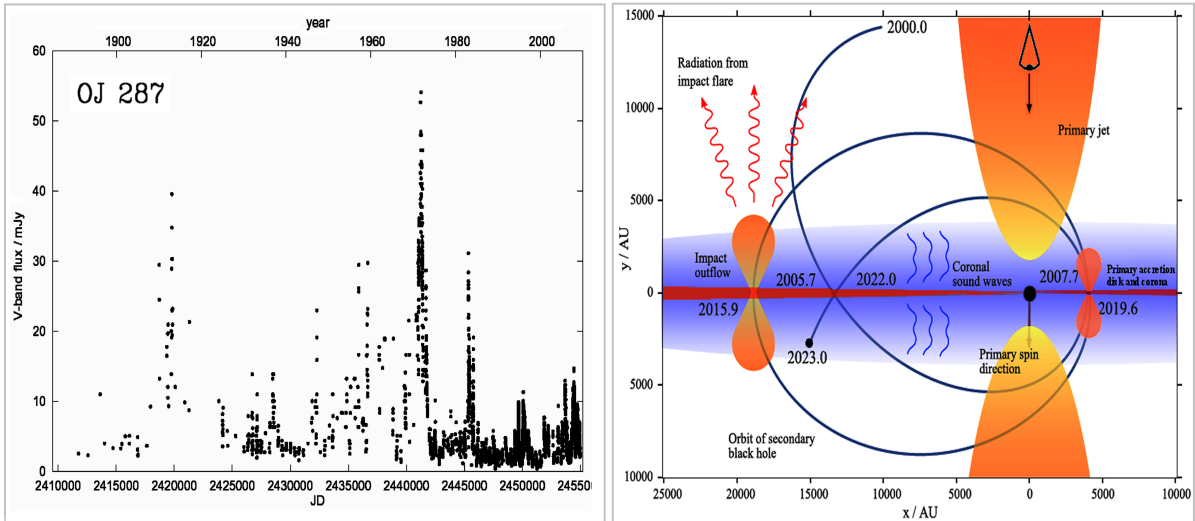 year
1900 1920 1940 1960 1980 2000
OJ 287
V-band flux / mJy
60
50
40
30
20
10
0
2410000 2415000 2420000 2425000 2430000 2435000 2440000 2445000 2450000 24550
JD
15000
10000
5000
0
5000
10000
y / AU
2000.0
Radiation from
impact flare
Primary jet
Impact
outflow
2005.7
2022.0
Coronal
sound waves
2007.7
Primary accretion
disk and corona
2015.9
2019.6
2023.0
Primary spin
direction
Orbit of secondary
black hole
25000 20000 15000 10000 5000 0 5000 10000
x / AU